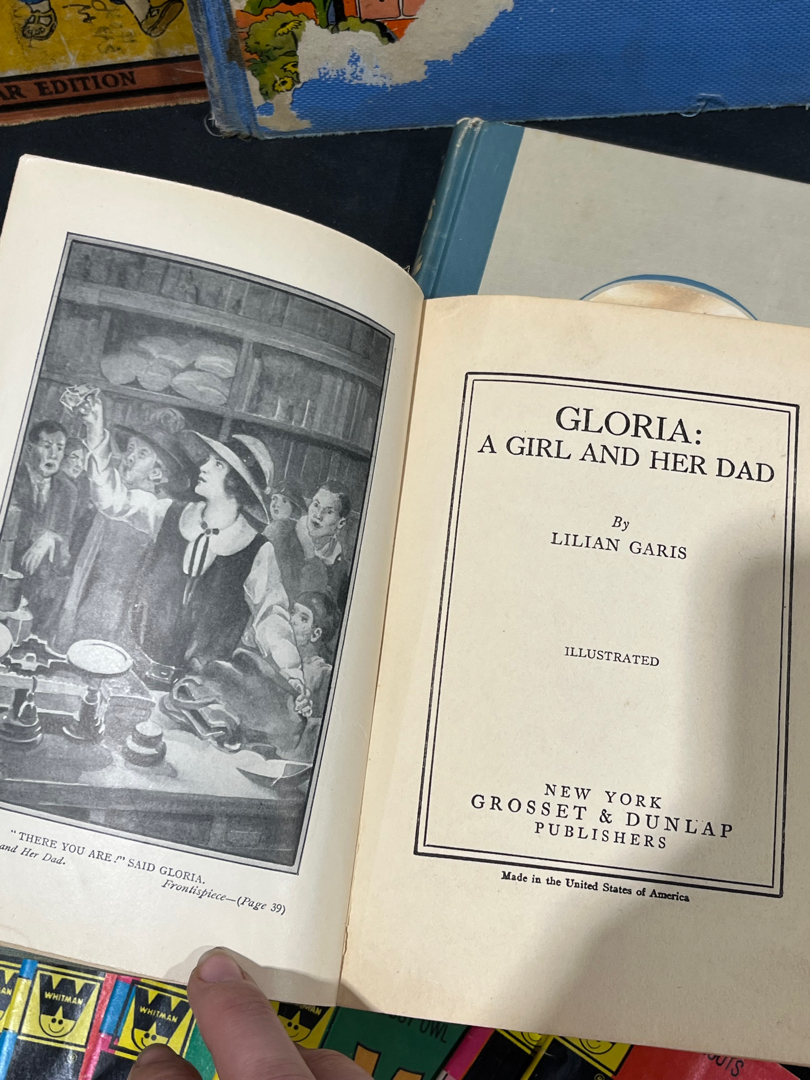 AR EDITION
"THERE YOU ARE!" SAID GLORIA.
and Her Dad.
Frontispiece—(Page 39)
GLORIA:
A GIRL AND HER DAD
By
LILIAN GARIS
ILLUSTRATED
NEW YORK
GROSSET & DUNLAP
PUBLISHERS
Made in the United States of America
WHITMAN
WHITMAN
OWL